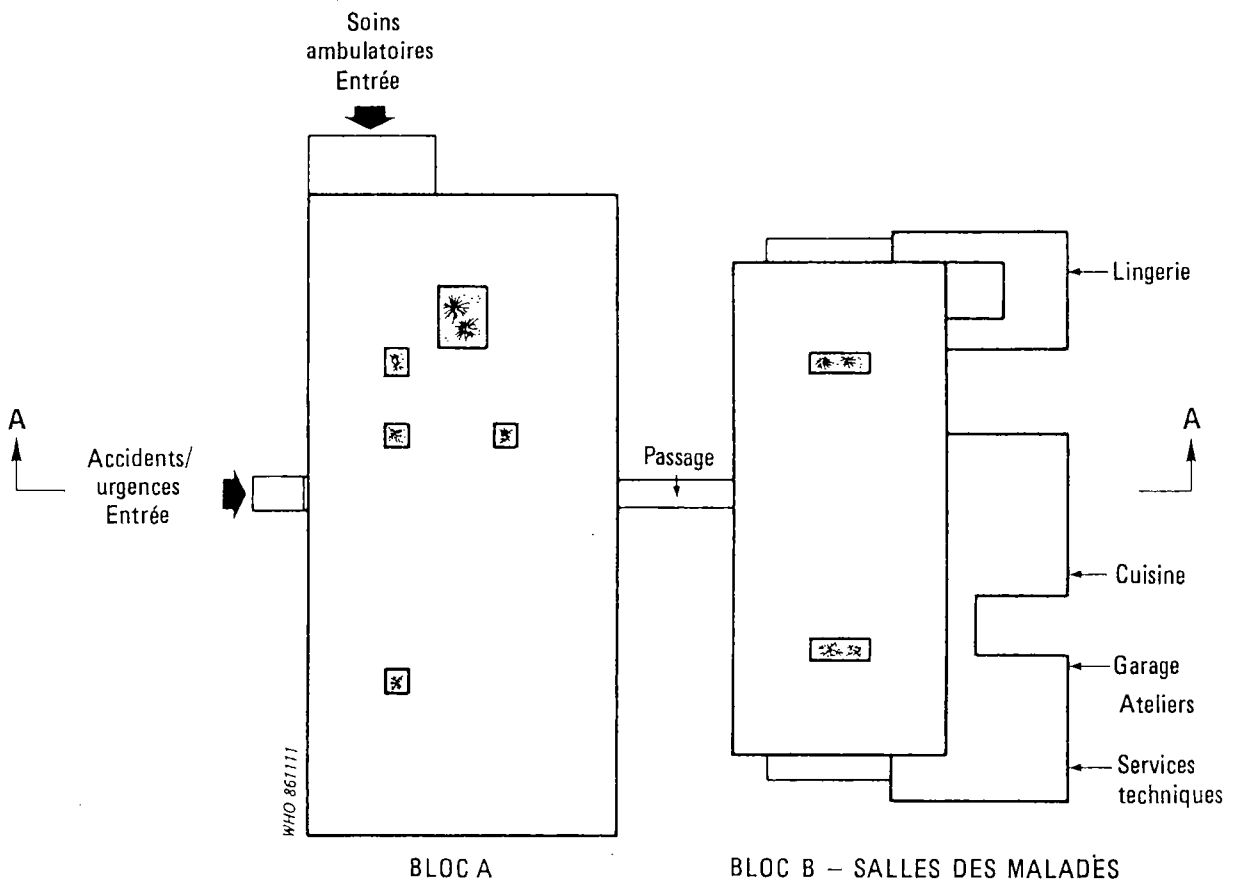 Soins
ambulatoires
Entrée
Lingerie
A
A
Accidents/
urgences
Entrée
Passage
Cuisine
Garage
Ateliers
Services
techniques
WHO 861111
BLOC A
BLOC B – SALLES DES MALADES